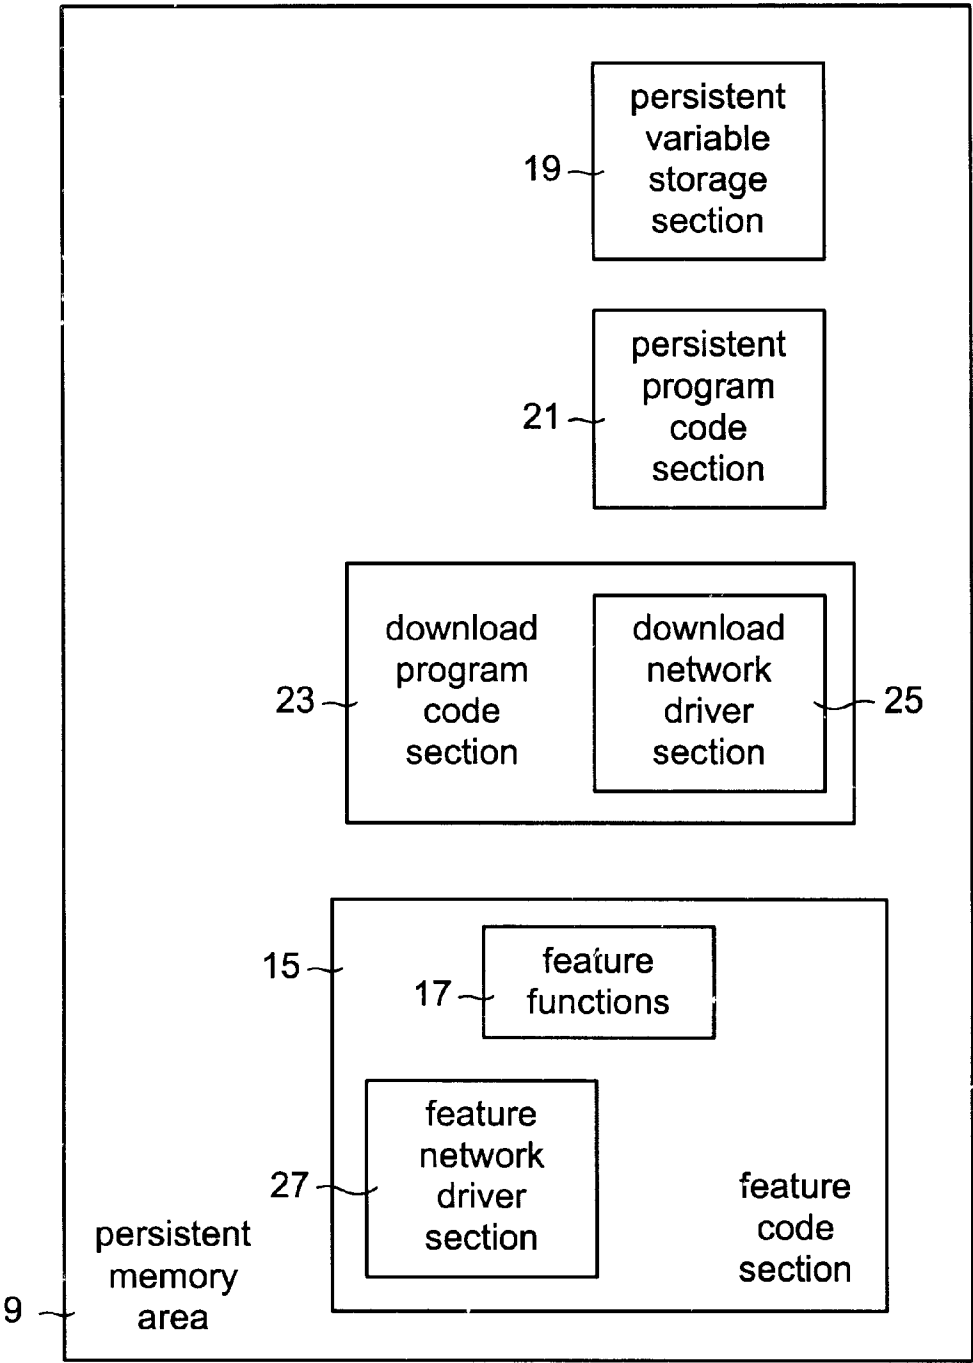 persistent
variable
storage
section
19
persistent
program
code
section
21
download
program
code
section
23
download
network
driver
section
25
15
feature
functions
17
feature
network
driver
section
27
feature
code
section
persistent
memory
area
9